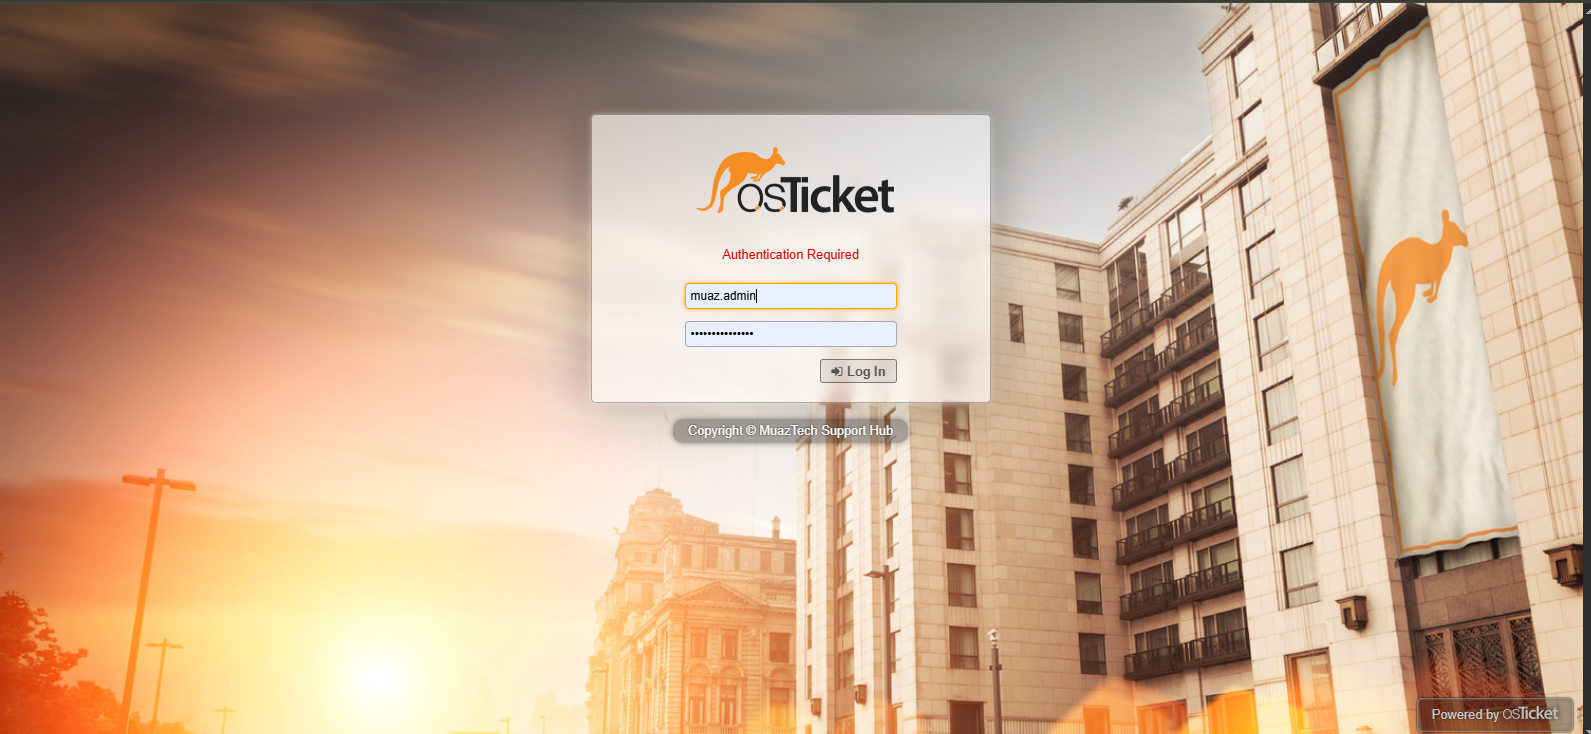 osTicket
Authentication Required
muaz.admin
•••••••••••••••
Log In
Copyright © MuazTech Support Hub
Powered by osTicket